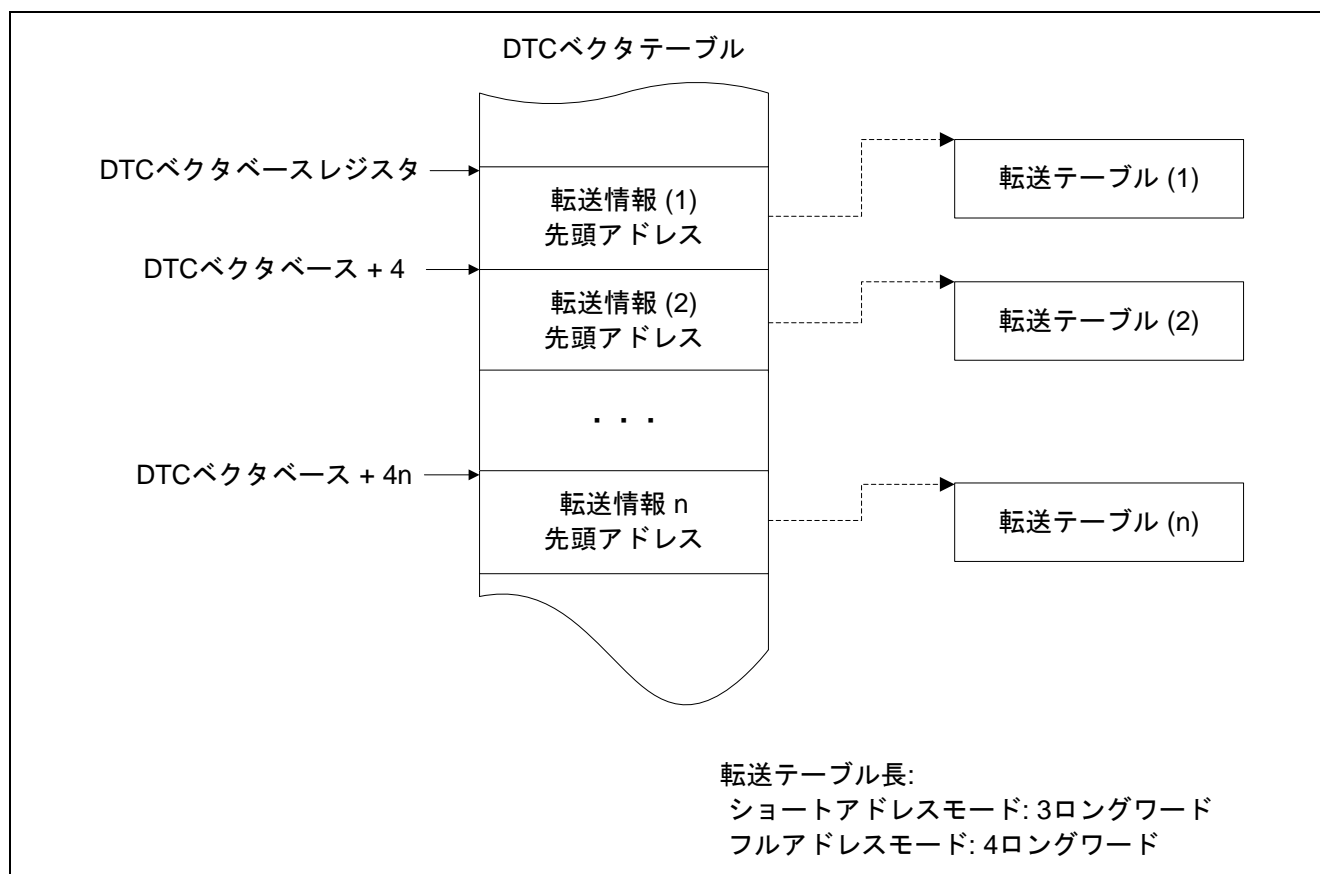 DTCベクタテーブル
DTCベクタベースレジスタ
転送情報 (1)
先頭アドレス
転送テーブル (1)
DTCベクタベース + 4
転送情報 (2)
先頭アドレス
転送テーブル (2)
・・・
DTCベクタベース + 4n
転送情報 n
先頭アドレス
転送テーブル (n)
転送テーブル長:
ショートアドレスモード: 3ロングワード
フルアドレスモード: 4ロングワード